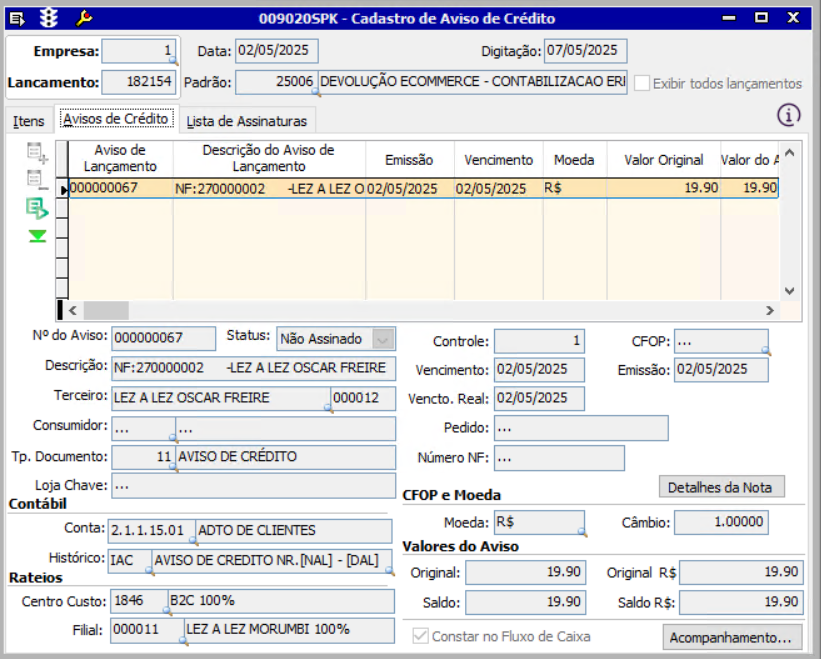 009020SPK - Cadastro de Aviso de Crédito
Empresa: 1 Data: 02/05/2025 Digitação: 07/05/2025
Lancamento: 182154 Padrão: 25006 DEVOLUÇÃO ECOMMERCE - CONTABILIZACAO ERI Exibir todos lançamentos
Itens Avisos de Crédito Lista de Assinaturas
Aviso de Lançamento Descrição do Aviso de Lançamento Emissão Vencimento Moeda Valor Original Valor do A
000000067 NF:270000002 -LEZ A LEZ O 02/05/2025 02/05/2025 R$ 19.90 19.90
Nº do Aviso: 000000067 Status: Não Assinado Controle: 1 CFOP: ...
Descrição: NF:270000002 -LEZ A LEZ OSCAR FREIRE Vencimento: 02/05/2025 Emissão: 02/05/2025
Terceiro: LEZ A LEZ OSCAR FREIRE 000012 Vencto. Real: 02/05/2025
Consumidor: ... ... Pedido: ...
Tp. Documento: 11 AVISO DE CRÉDITO Número NF: ...
Loja Chave: ... Detalhes da Nota
Contábil CFOP e Moeda
Conta: 2.1.1.15.01 ADTO DE CLIENTES Moeda: R$ Câmbio: 1.00000
Histórico: IAC AVISO DE CREDITO NR.[NAL] - [DAL] Valores do Aviso
Rateios Original: 19.90 Original R$ 19.90
Centro Custo: 1846 B2C 100% Saldo: 19.90 Saldo R$: 19.90
Filial: 000011 LEZ A LEZ MORUMBI 100% Constar no Fluxo de Caixa Acompanhamento...